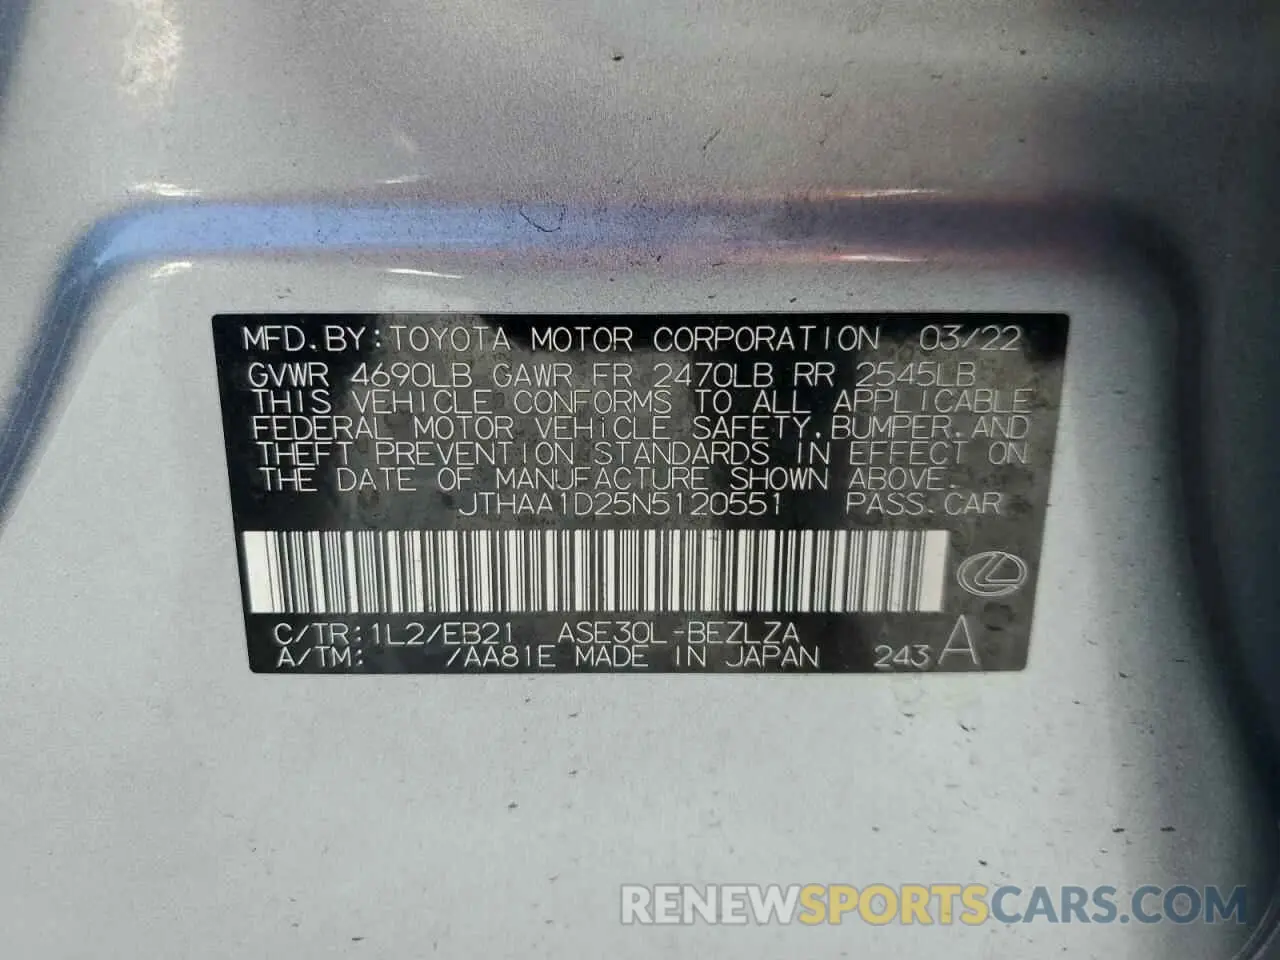 MFD.BY:TOYOTA MOTOR CORPORATION 03/22
GVWR 4690LB GAWR FR 2470LB RR 2545LB
THIS VEHICLE CONFORMS TO ALL APPLICABLE
FEDERAL MOTOR VEHICLE SAFETY,BUMPER,AND
THEFT PREVENTION STANDARDS IN EFFECT ON
THE DATE OF MANUFACTURE SHOWN ABOVE.
JTHAA1D25N5120551 PASS.CAR
C/TR:1L2/EB21 ASE30L-BEZLZA
A/TM: /AA81E MADE IN JAPAN 243 A
RENEWSPORTSCARS.COM